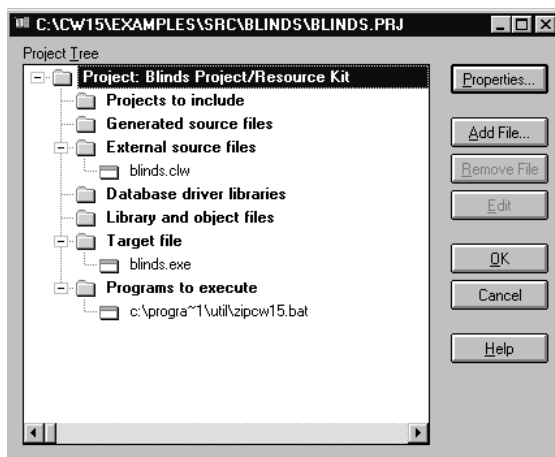 C:\CW15\EXAMPLES\SRC\BLINDS\BLINDS.PRJ
Project Tree
Project: Blinds Project/Resource Kit
Projects to include
Generated source files
External source files
blinds.clw
Database driver libraries
Library and object files
Target file
blinds.exe
Programs to execute
c:\progra~1\util\zipcw15.bat
Properties...
Add File...
Remove File
Edit
OK
Cancel
Help